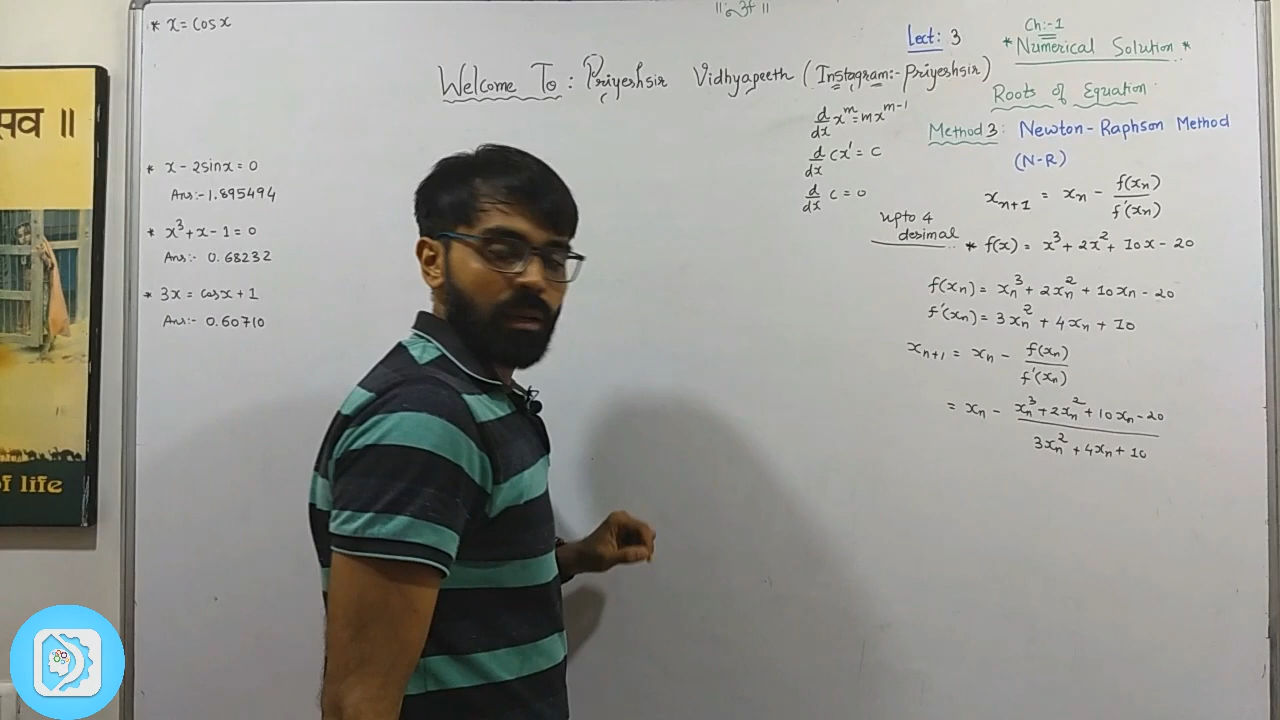 ॥ ૐ ॥
* x = cos x
Lect: 3
Ch:-1
* Numerical Solution *
Welcome To : Priyeshsir Vidhyapeeth ( Instagram:- Priyeshsir)
Roots of Equation
Method 3: Newton-Raphson Method
(N-R)
d/dx x^m = m x^{m-1}
d/dx c x' = c
d/dx c = 0
x_{n+1} = x_n - f(x_n)/f'(x_n)
upto 4
desimal
* f(x) = x^3 + 2x^2 + 10x - 20
f(x_n) = x_n^3 + 2x_n^2 + 10x_n - 20
f'(x_n) = 3x_n^2 + 4x_n + 10
x_{n+1} = x_n - f(x_n)/f'(x_n)
= x_n - (x_n^3 + 2x_n^2 + 10x_n - 20)/(3x_n^2 + 4x_n + 10)
* x - 2 sin x = 0
Ans:- 1.895494
* x^3 + x - 1 = 0
Ans:- 0.68232
* 3x = cos x + 1
Ans:- 0.60710
सव ॥
of life